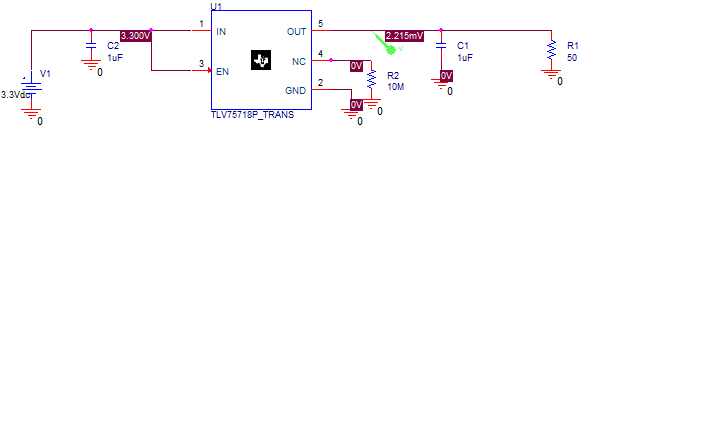 U1
1
IN
OUT
5
3.300V
2.215mV
V
C2
1uF
0
C1
1uF
0V
0
R1
50
0
3
EN
NC
4
0V
R2
10M
0
GND
2
0V
0
V1
3.3Vdc
0
TLV75718P_TRANS